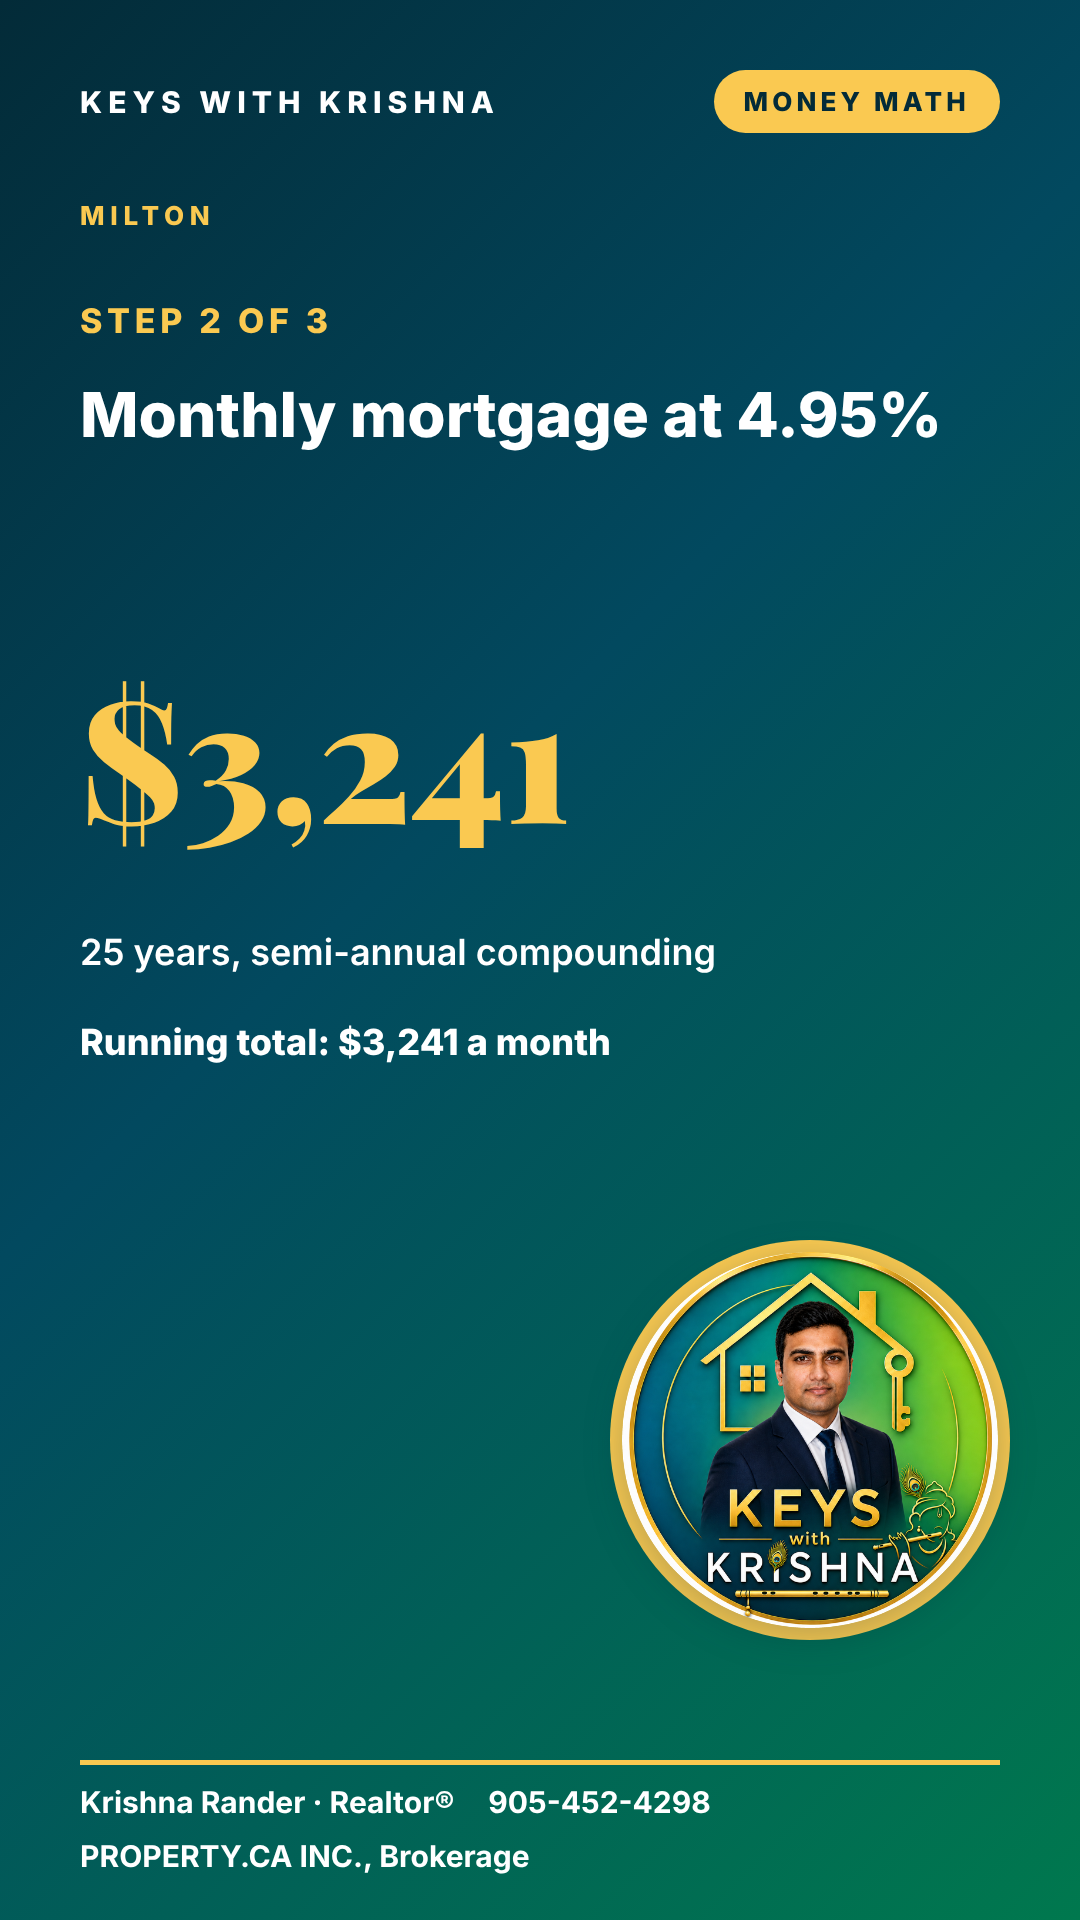 KEYS WITH KRISHNA
MONEY MATH
MILTON
STEP 2 OF 3
Monthly mortgage at 4.95%
$3,241
25 years, semi-annual compounding
Running total: $3,241 a month
KEYS
with
KRISHNA
Krishna Rander · Realtor® 905-452-4298
PROPERTY.CA INC., Brokerage